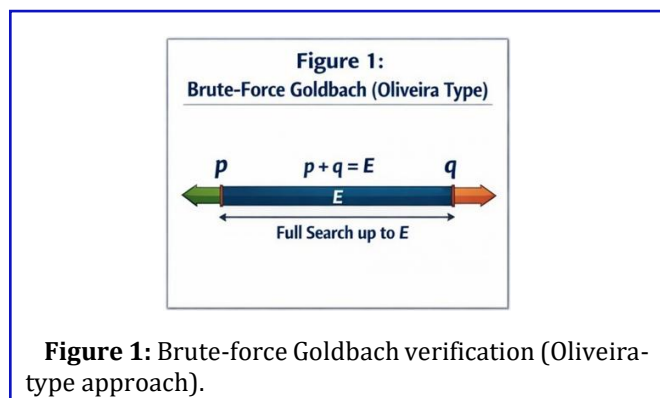 Figure 1:
Brute-Force Goldbach (Oliveira Type)
p p + q = E q
E
Full Search up to E
Figure 1: Brute-force Goldbach verification (Oliveira-
type approach).